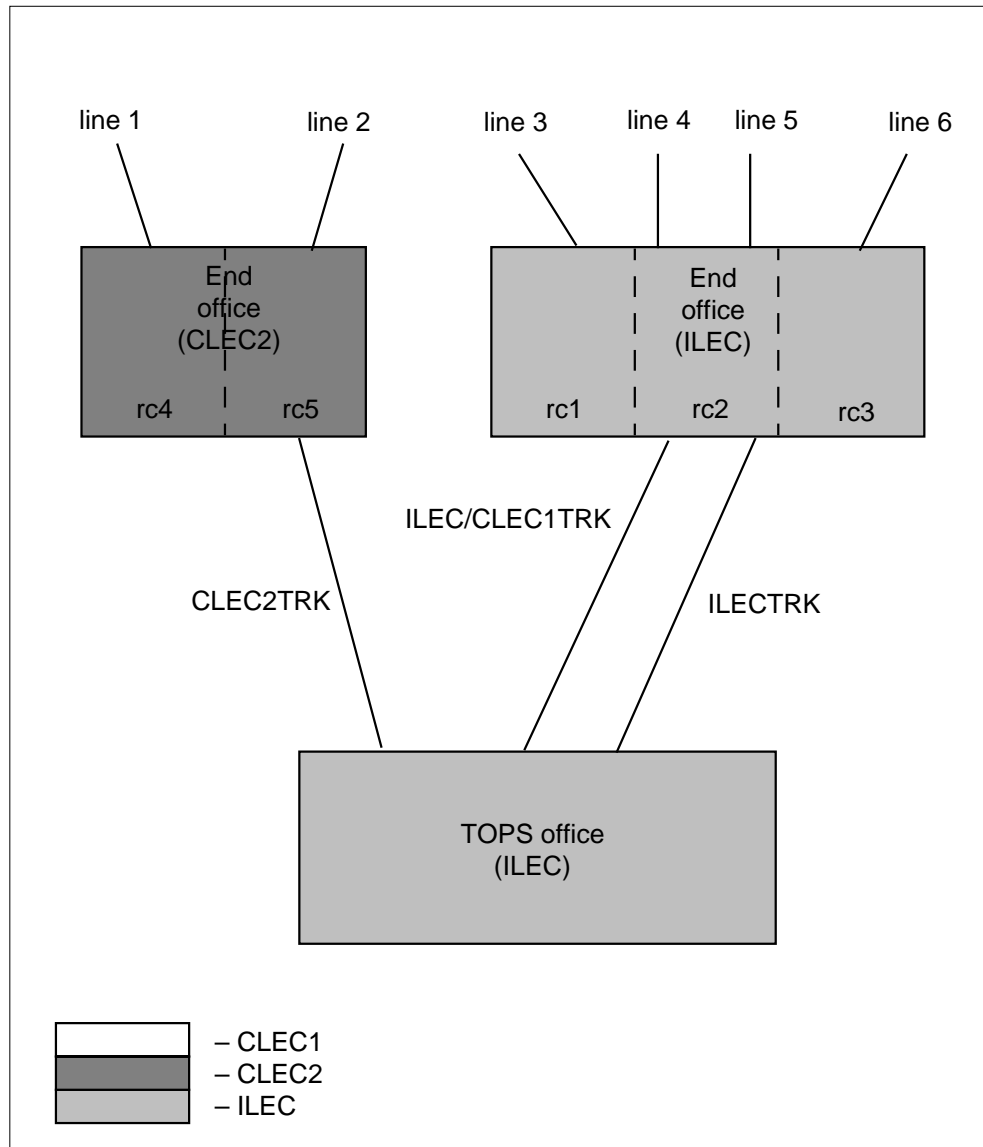 line 1
line 2
line 3
line 4
line 5
line 6
End
office
(CLEC2)
rc4
rc5
End
office
(ILEC)
rc1
rc2
rc3
ILEC/CLEC1TRK
CLEC2TRK
ILECTRK
TOPS office
(ILEC)
– CLEC1
– CLEC2
– ILEC